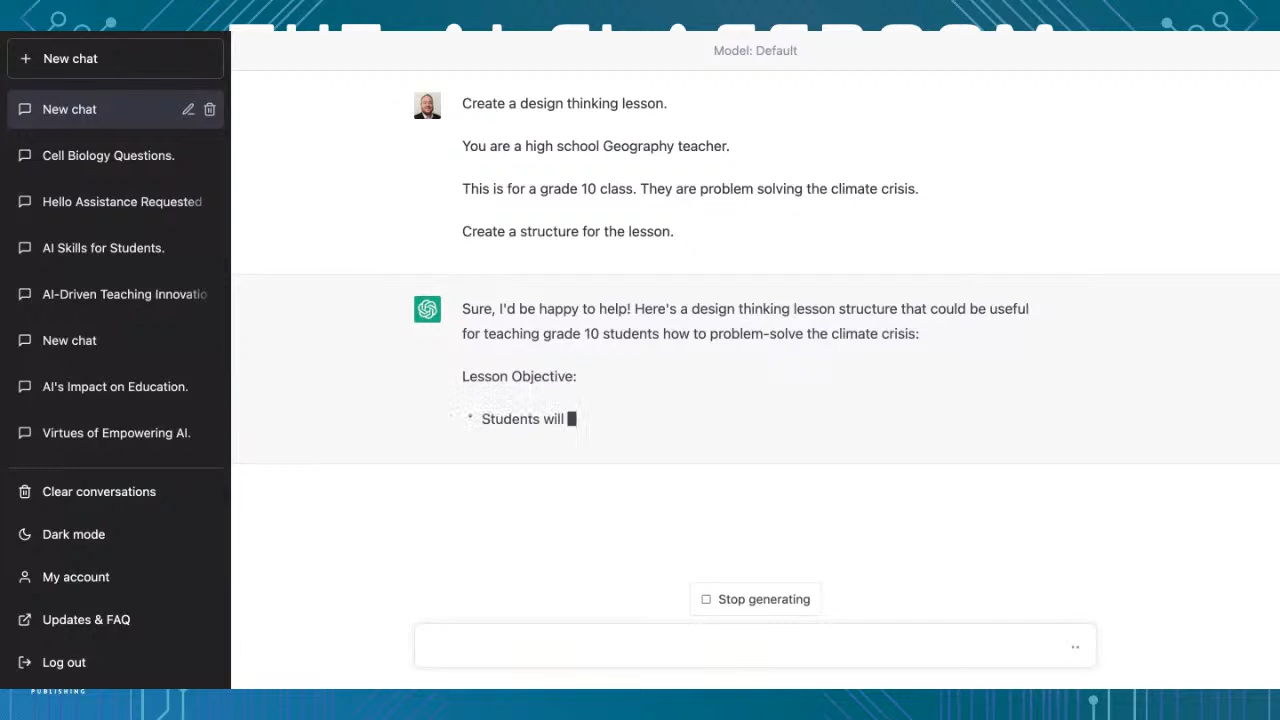 Model: Default
New chat
New chat
Cell Biology Questions.
Hello Assistance Requested
AI Skills for Students.
AI-Driven Teaching Innovatio
New chat
AI's Impact on Education.
Virtues of Empowering AI.
Clear conversations
Dark mode
My account
Updates & FAQ
Log out
PUBLISHING
Create a design thinking lesson.
You are a high school Geography teacher.
This is for a grade 10 class. They are problem solving the climate crisis.
Create a structure for the lesson.
Sure, I'd be happy to help! Here's a design thinking lesson structure that could be useful
for teaching grade 10 students how to problem-solve the climate crisis:
Lesson Objective:
• Students will
Stop generating